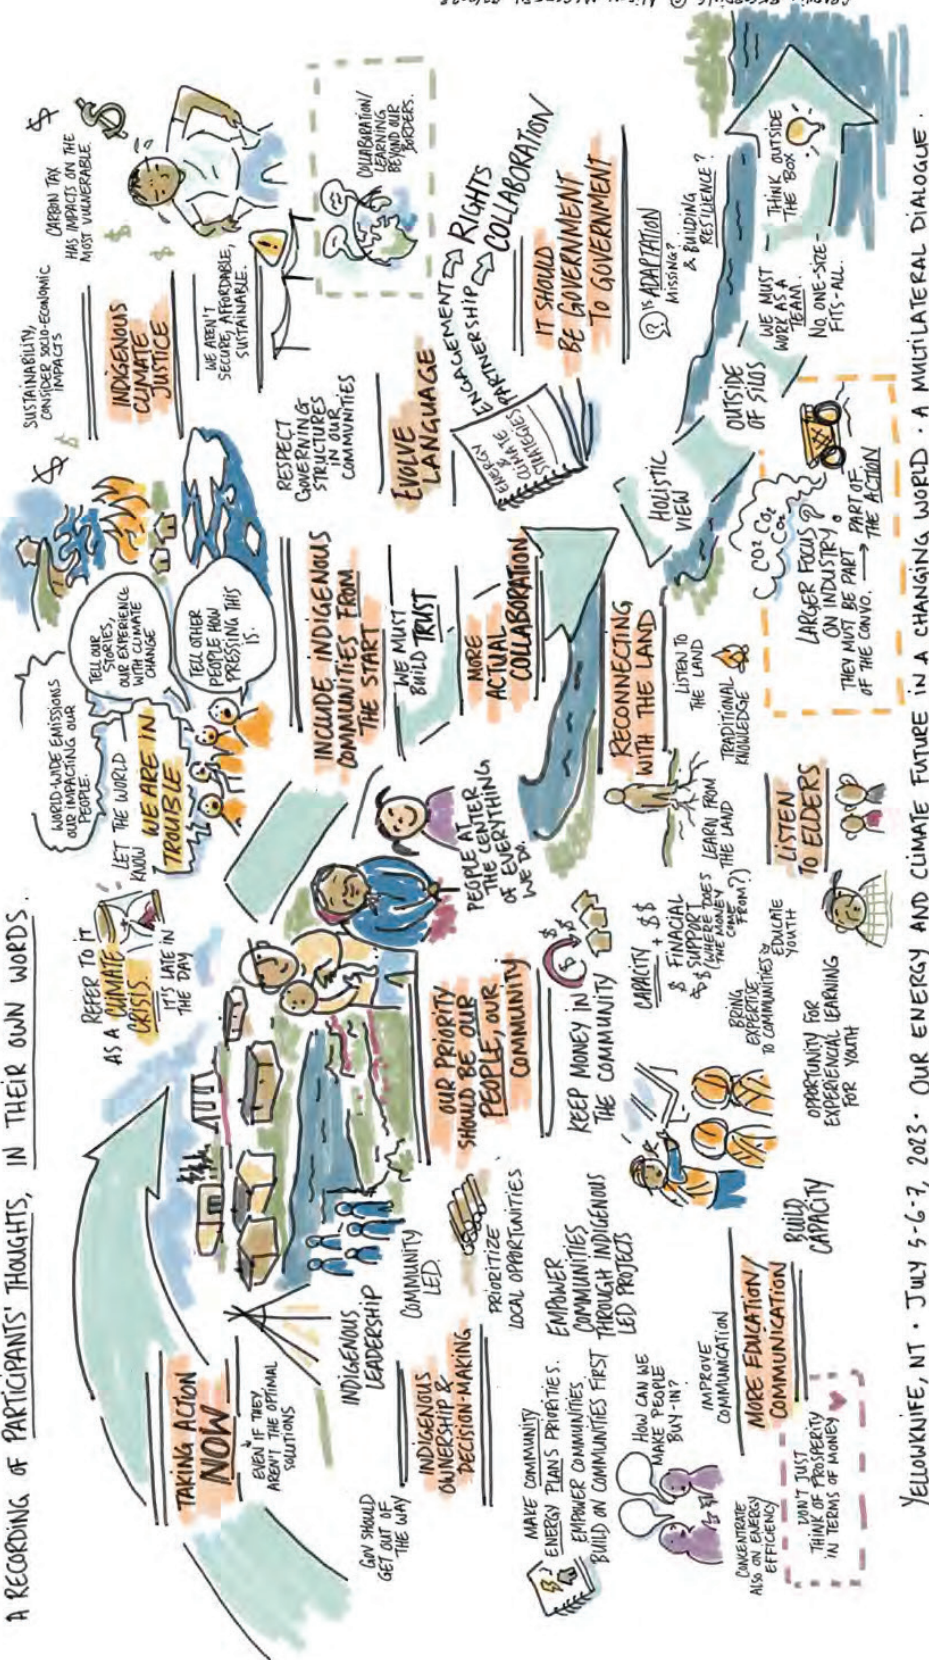 A RECORDING OF PARTICIPANTS' THOUGHTS, IN THEIR OWN WORDS.
TAKING ACTION
NOW
EVEN IF THEY
AREN'T THE OPTIMAL
SOLUTIONS
GOV SHOULD
GET OUT OF
THE WAY
INDIGENOUS
LEADERSHIP
COMMUNITY
LED.
INDIGENOUS
OWNERSHIP &
DECISION-MAKING
PRIORITIZE
LOCAL OPPORTUNITIES
MAKE COMMUNITY
ENERGY PLANS PRIORITIES.
EMPOWER COMMUNITIES
BUILD ON COMMUNITIES FIRST
EMPOWER
COMMUNITIES
THROUGH INDIGENOUS
LED PROJECTS
HOW CAN WE
MAKE PEOPLE
BUY-IN?
IMPROVE
COMMUNICATION
CONCENTRATE
ALSO ON ENERGY
EFFICIENCY
MORE EDUCATION/
COMMUNICATION
DON'T JUST
THINK OF PROSPERITY
IN TERMS OF MONEY
BUILD
CAPACITY
REFER TO IT
AS A CLIMATE
CRISIS.
IT'S LATE IN
THE DAY
OUR PRIORITY
SHOULD BE OUR
PEOPLE, OUR
COMMUNITY
PEOPLE AT
THE CENTER
OF EVERYTHING
WE DO.
KEEP MONEY IN
THE COMMUNITY
$ $
$
CAPACITY + $$
$ FINACIAL
$$ SUPPORT
(WHERE DOES
THE MONEY
COME
FROM?)
BRING
EXPERTISE
TO COMMUNITIES &
EDUCATE
YOUTH
OPPORTUNITY FOR
EXPERIENCIAL LEARNING
FOR YOUTH
WORLD-WIDE EMISSIONS
OUR IMPACTING OUR
PEOPLE.
LET THE WORLD
KNOW WE ARE IN
TROUBLE
TELL OUR
STORIES,
OUR EXPERIENCE
WITH CLIMATE
CHANGE
TELL OTHER
PEOPLE HOW
PRESSING THIS
IS.
INCLUDE INDIGENOUS
COMMUNITIES FROM
THE START
WE MUST
BUILD TRUST
MORE
ACTUAL
COLLABORATION
RECONNECTING
WITH THE LAND
LISTEN TO
THE LAND
TRADITIONAL
KNOWLEDGE
LEARN FROM
THE LAND
LISTEN
TO ELDERS
SUSTAINABILITY,
CONSIDER SOCIO-ECONOMIC
IMPACTS
$
$
CARBON TAX
HAS IMPACTS ON THE
MOST VULNERABLE.
$
$
$
$
INDIGENOUS
CLIMATE
JUSTICE
WE AREN'T
SECURE, AFFORDABLE,
SUSTAINABLE.
!
RESPECT
GOVERNING
STRUCTURES
IN OUR
COMMUNITIES
COLLABORATION/
LEARNING
BEYOND OUR
BORDERS.
EVOLVE
LANGUAGE
ENGAGEMENT → RIGHTS
PARTNERSHIP → COLLABORATION
ENERGY
&
CLIMATE
STRATEGIES
IT SHOULD
BE GOVERNMENT
TO GOVERNMENT
? IS ADAPTATION
MISSING?
& BUILDING
RESILIENCE?
HOLISTIC
VIEW
OUTSIDE
OF SILOS
WE MUST
WORK AS A
TEAM.
NO ONE-SIZE-
FITS-ALL.
THINK OUTSIDE
THE BOX
CO2 CO2
CO2
LARGER FOCUS
ON INDUSTRY.
THEY MUST BE PART
OF THE CONVO. → PART OF
THE ACTION
YELLOWKNIFE, NT · JULY 5-6-7, 2023 · OUR ENERGY AND CLIMATE FUTURE IN A CHANGING WORLD · A MULTILATERAL DIALOGUE.